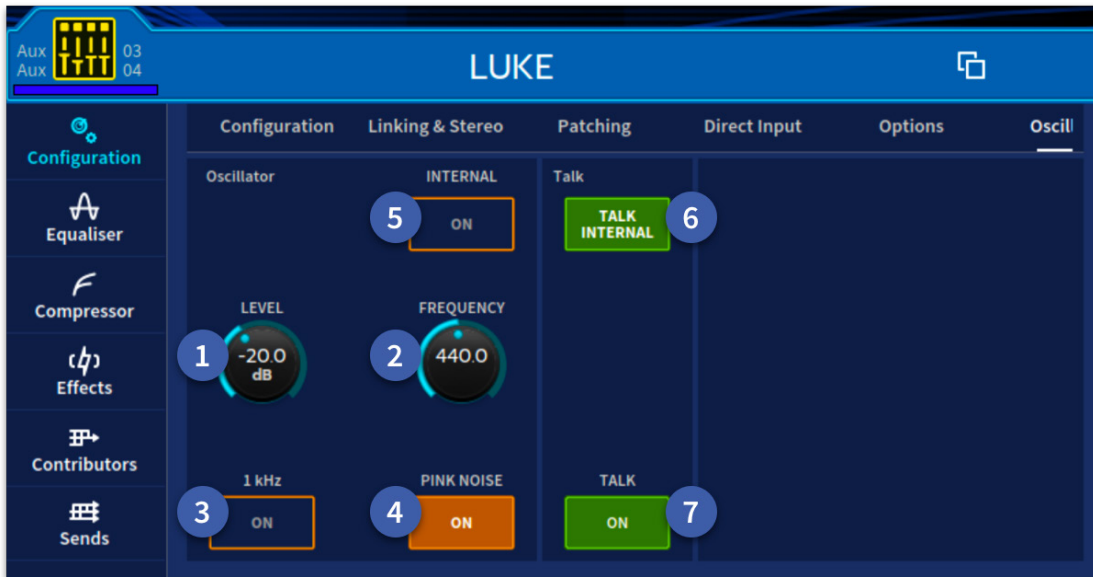 Aux 03
Aux 04
LUKE
Configuration
Equaliser
Compressor
Effects
Contributors
Sends
Configuration Linking & Stereo Patching Direct Input Options Oscill
Oscillator INTERNAL Talk
5 ON TALK INTERNAL 6
LEVEL FREQUENCY
1 -20.0 dB 2 440.0
1 kHz PINK NOISE TALK
3 ON 4 ON ON 7